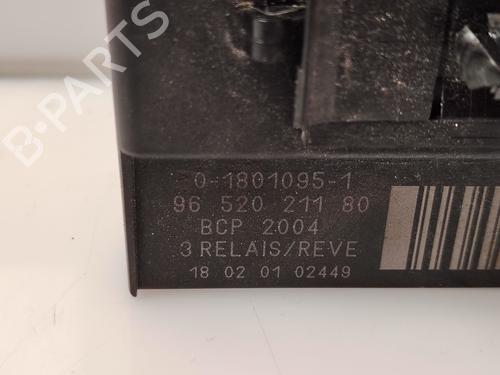 B-PARTS
0-1801095-1
96 520 211 80
BCP 2004
3 RELAIS/REVE
18 02 01 02449